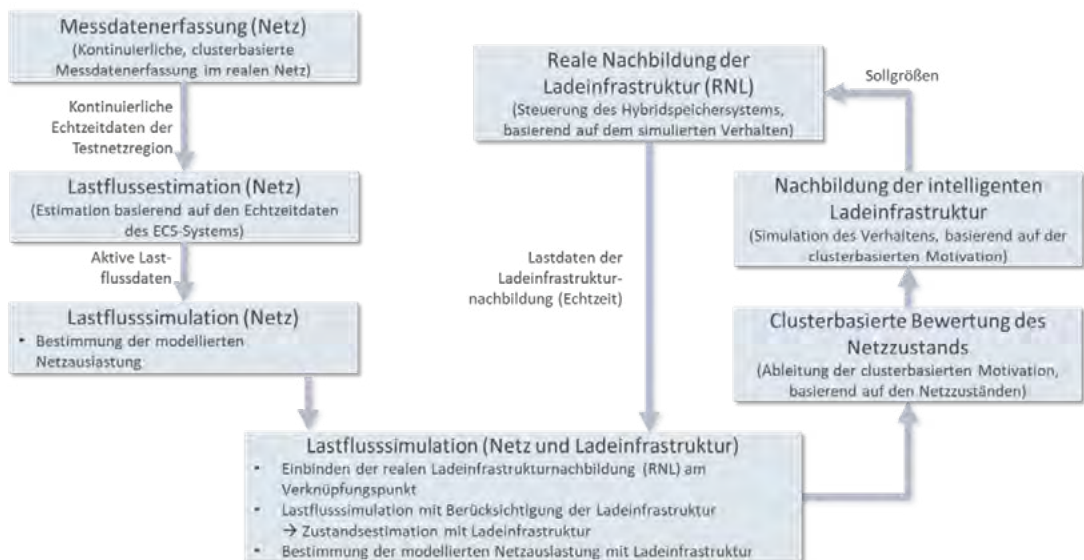 Messdatenerfassung (Netz)
(Kontinuierliche, clusterbasierte
Messdatenerfassung im realen Netz)
Kontinuierliche
Echtzeitdaten der
Testnetzregion
Lastflussestimation (Netz)
(Estimation basierend auf den Echtzeitdaten
des ECS-Systems)
Aktive Last-
flussdaten
Lastflusssimulation (Netz)
• Bestimmung der modellierten
Netzauslastung
Reale Nachbildung der
Ladeinfrastruktur (RNL)
(Steuerung des Hybridspeichersystems,
basierend auf dem simulierten Verhalten)
Lastdaten der
Ladeinfrastruktur-
nachbildung (Echtzeit)
Sollgrößen
Nachbildung der intelligenten
Ladeinfrastruktur
(Simulation des Verhaltens, basierend auf der
clusterbasierten Motivation)
Clusterbasierte Bewertung des
Netzzustands
(Ableitung der clusterbasierten Motivation,
basierend auf den Netzzuständen)
Lastflusssimulation (Netz und Ladeinfrastruktur)
• Einbinden der realen Ladeinfrastrukturnachbildung (RNL) am
Verknüpfungspunkt
• Lastflusssimulation mit Berücksichtigung der Ladeinfrastruktur
→ Zustandsestimation mit Ladeinfrastruktur
• Bestimmung der modellierten Netzauslastung mit Ladeinfrastruktur